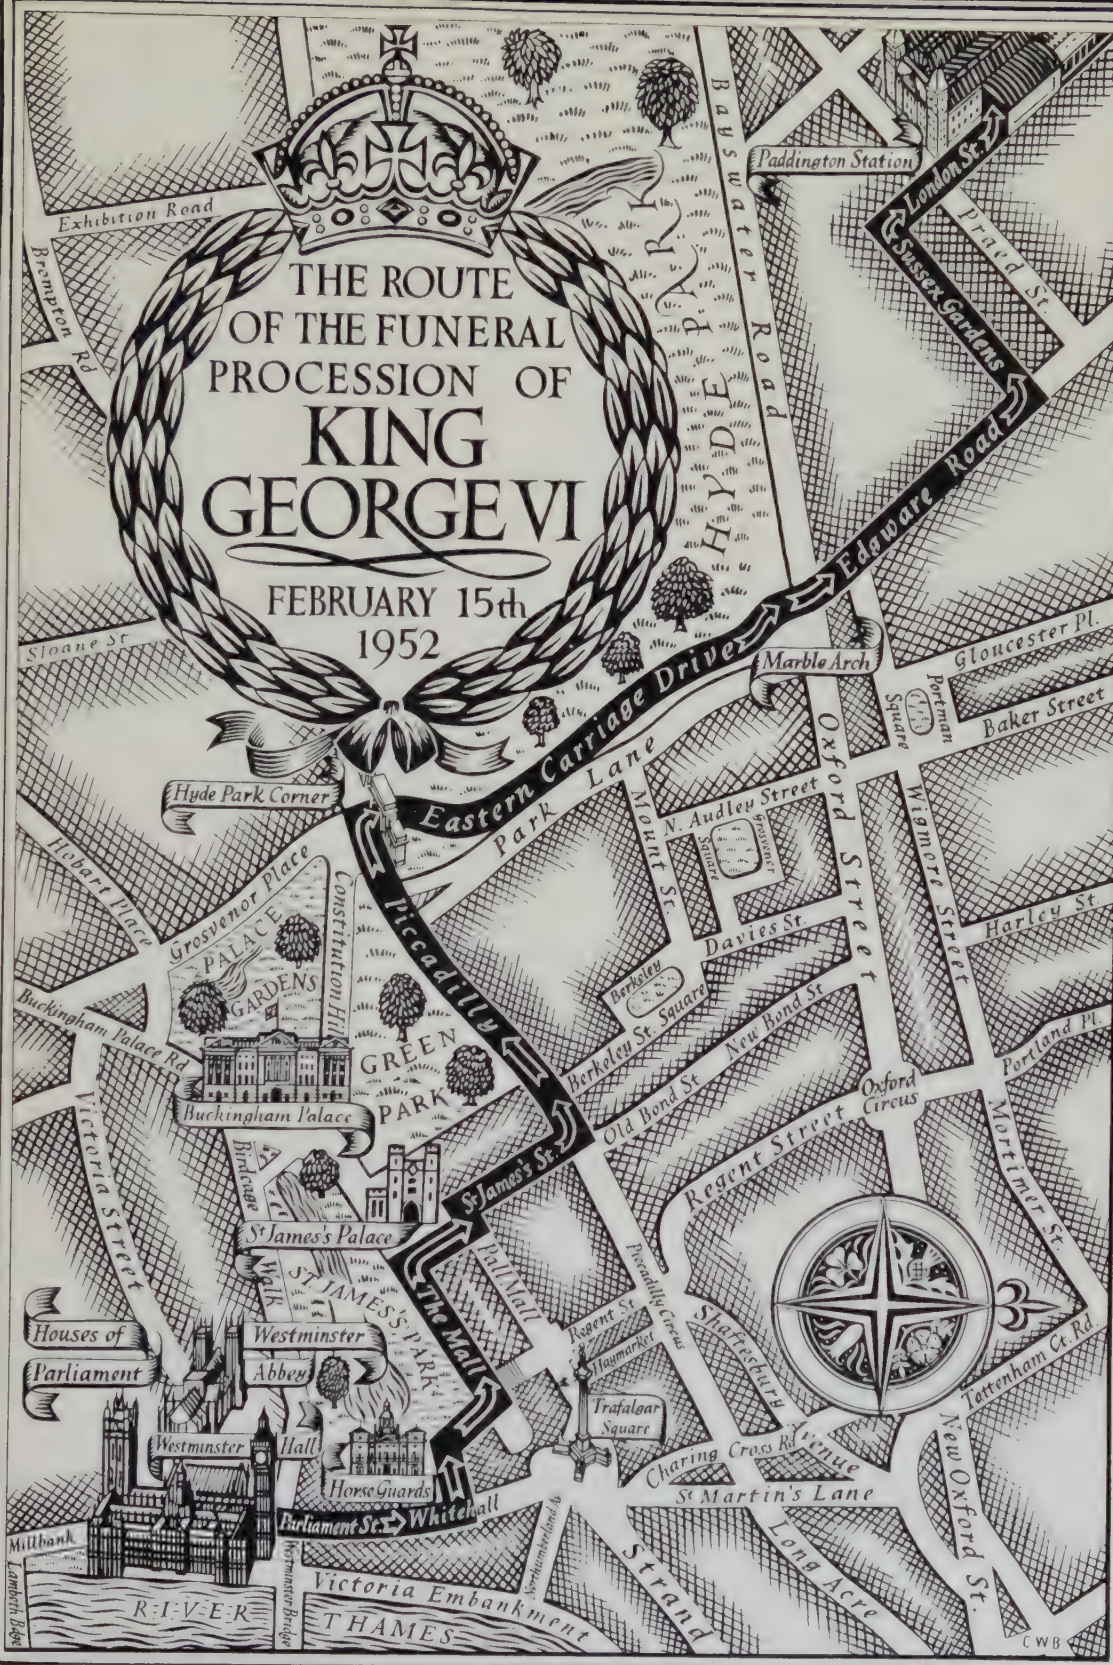 THE ROUTE
OF THE FUNERAL
PROCESSION OF
KING
GEORGE VI
FEBRUARY 15th
1952
Exhibition Road
Brompton Rd
Sloane St
HYDE PARK
Bayswater Road
Paddington Station
London St.
Praed St.
Sussex Gardens
Edgware Road
Marble Arch
Gloucester Pl.
Portman
Square
Baker Street
Eastern Carriage Drive
Park Lane
Hyde Park Corner
Oxford Street
Wigmore Street
N. Audley Street
Mount St.
Grosvenor
Square
Harley St.
Davies St.
Hobart Place
Grosvenor Place
Constitution Hill
PALACE
GARDENS
Piccadilly
Berkeley
Square
Berkeley St.
New Bond St
Old Bond St
Portland Pl.
Buckingham Palace Rd
GREEN
PARK
Buckingham Palace
Oxford
Circus
Regent Street
Mortimer St.
Victoria Street
Birdcage
Walk
St James's St.
St James's Palace
ST JAMES'S PARK
The Mall
Pall Mall
Piccadilly Circus
Regent St
Haymarket
Shaftesbury Avenue
Tottenham Ct. Rd.
Houses of
Parliament
Westminster
Abbey
Trafalgar
Square
Westminster Hall
Horse Guards
Charing Cross Rd
St Martin's Lane
New Oxford St.
Parliament St.
Whitehall
Millbank
Northumberland Av
Strand
Long Acre
Lambeth Bdge
Westminster Bridge
Victoria Embankment
RIVER
THAMES
CWB